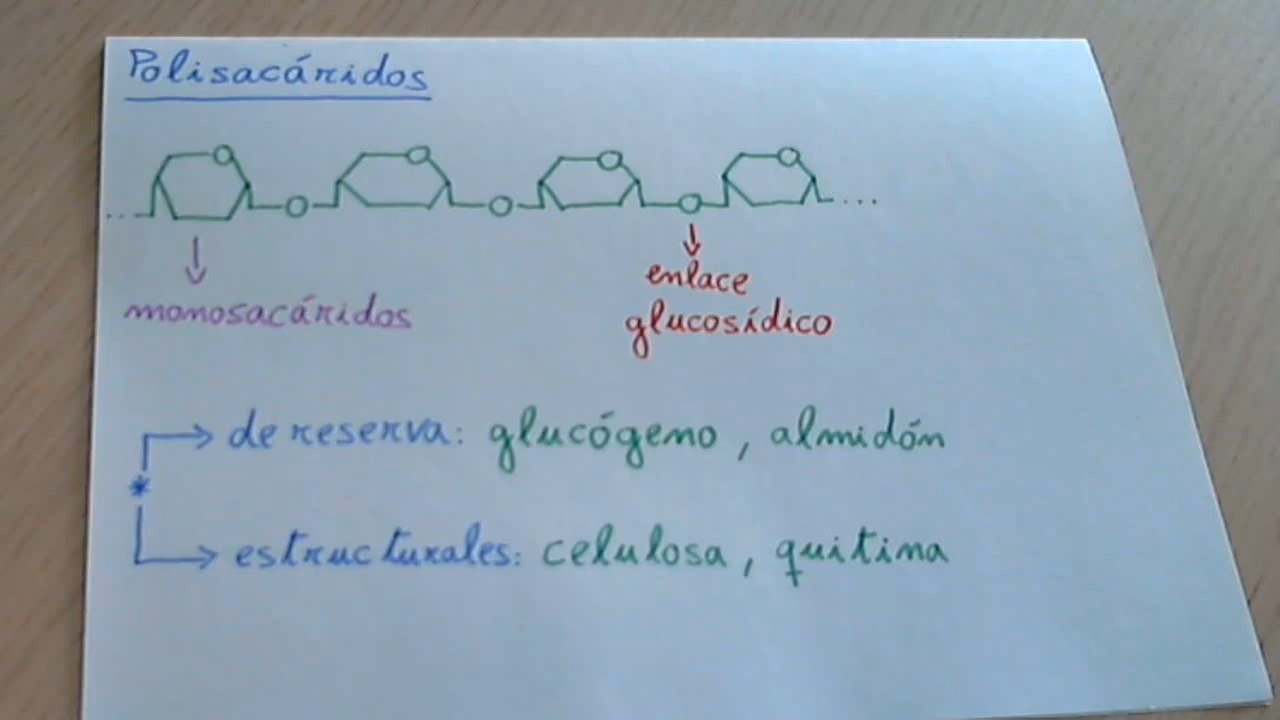 Polisacáridos
monosacáridos
enlace
glucosídico
de reserva: glucógeno, almidón
*
estructurales: celulosa, quitina